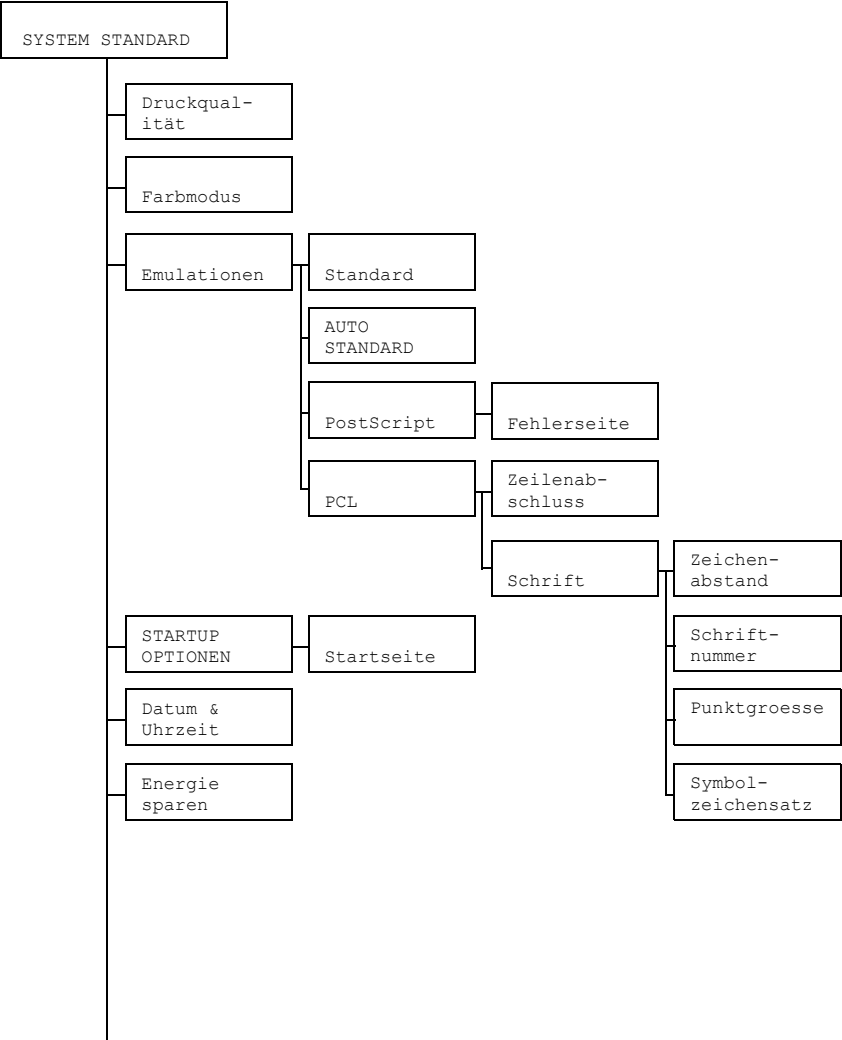 SYSTEM STANDARD
Druckqual-
ität
Farbmodus
Emulationen
Standard
AUTO
STANDARD
PostScript
Fehlerseite
PCL
Zeilenab-
schluss
Schrift
Zeichen-
abstand
Schrift-
nummer
Punktgroesse
Symbol-
zeichensatz
STARTUP
OPTIONEN
Startseite
Datum &
Uhrzeit
Energie
sparen